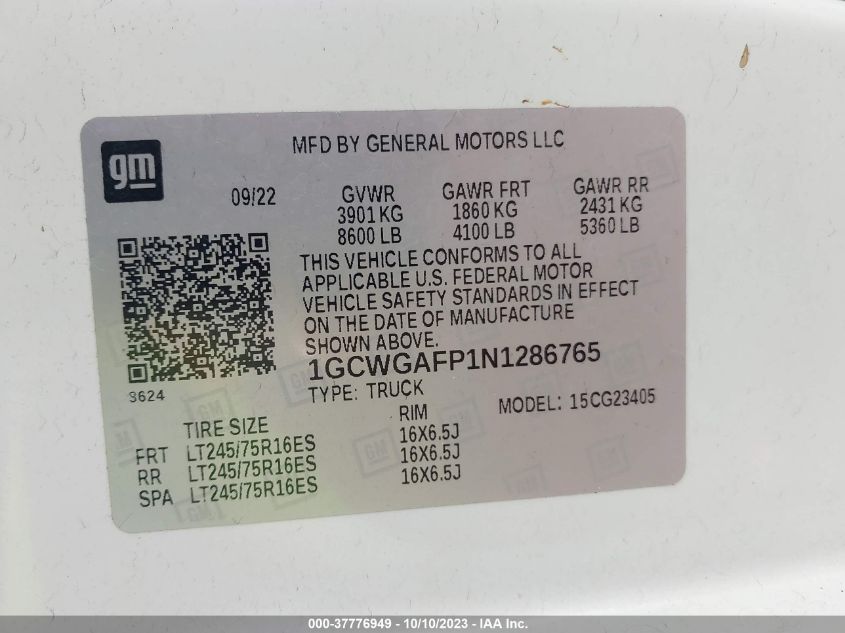 MFD BY GENERAL MOTORS LLC
gm
09/22 GVWR GAWR FRT GAWR RR
3901 KG 1860 KG 2431 KG
8600 LB 4100 LB 5360 LB
THIS VEHICLE CONFORMS TO ALL
APPLICABLE U.S. FEDERAL MOTOR
VEHICLE SAFETY STANDARDS IN EFFECT
ON THE DATE OF MANUFACTURE
SHOWN ABOVE.
1GCWGAFP1N1286765
3624
TYPE: TRUCK
MODEL: 15CG23405
TIRE SIZE RIM
FRT LT245/75R16ES 16X6.5J
RR LT245/75R16ES 16X6.5J
SPA LT245/75R16ES 16X6.5J
000-37776949 - 10/10/2023 - IAA Inc.